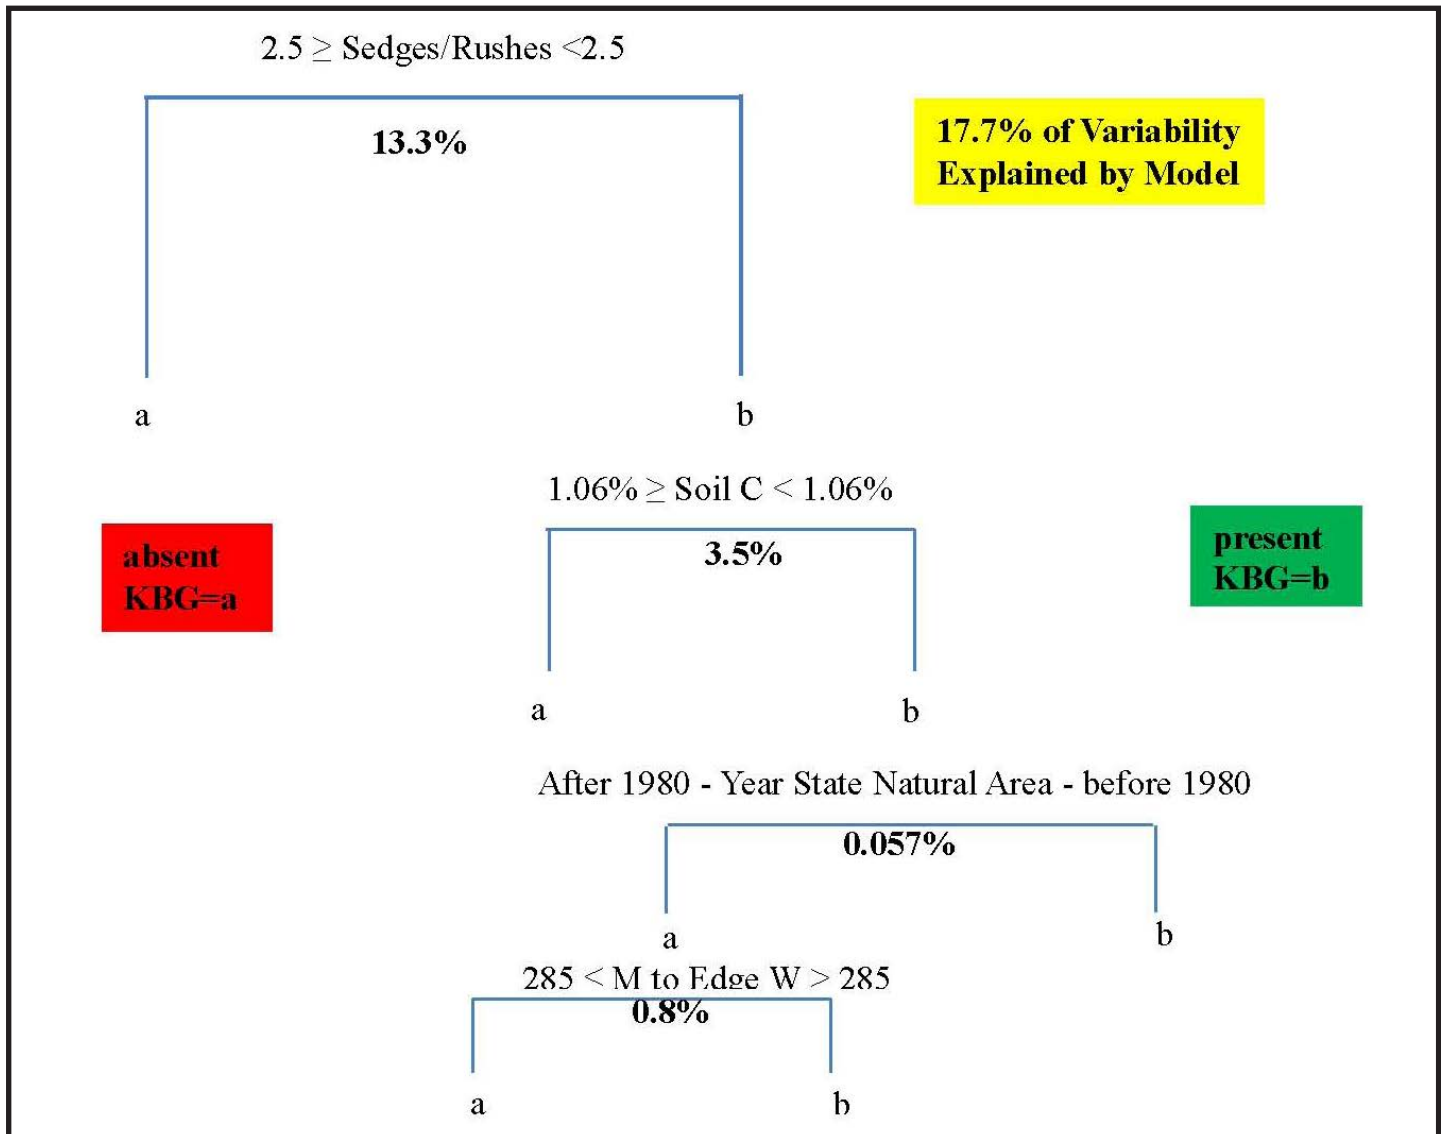 2.5 ≥ Sedges/Rushes <2.5
13.3%
17.7% of Variability
Explained by Model
a
b
1.06% ≥ Soil C < 1.06%
3.5%
absent
KBG=a
present
KBG=b
a
b
After 1980 - Year State Natural Area - before 1980
0.057%
a
b
285 < M to Edge W > 285
0.8%
a
b